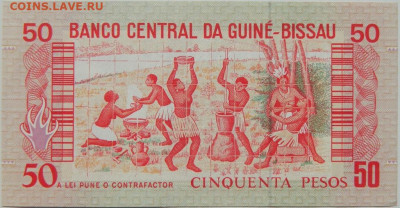 COINS.LAVE.RU
50 BANCO CENTRAL DA GUINÉ-BISSAU 50
50 A LEI PUNE O CONTRAFACTOR CINQUENTA PESOS 50